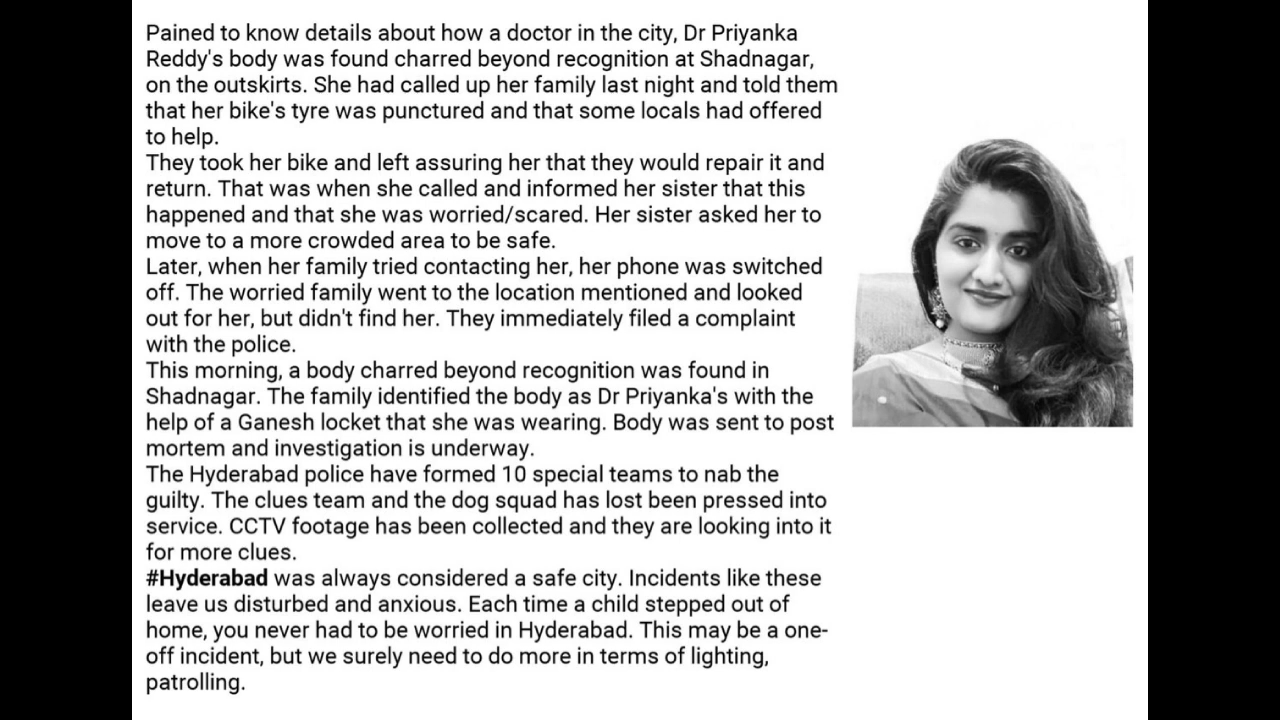 Pained to know details about how a doctor in the city, Dr Priyanka
Reddy's body was found charred beyond recognition at Shadnagar,
on the outskirts. She had called up her family last night and told them
that her bike's tyre was punctured and that some locals had offered
to help.
They took her bike and left assuring her that they would repair it and
return. That was when she called and informed her sister that this
happened and that she was worried/scared. Her sister asked her to
move to a more crowded area to be safe.
Later, when her family tried contacting her, her phone was switched
off. The worried family went to the location mentioned and looked
out for her, but didn't find her. They immediately filed a complaint
with the police.
This morning, a body charred beyond recognition was found in
Shadnagar. The family identified the body as Dr Priyanka's with the
help of a Ganesh locket that she was wearing. Body was sent to post
mortem and investigation is underway.
The Hyderabad police have formed 10 special teams to nab the
guilty. The clues team and the dog squad has lost been pressed into
service. CCTV footage has been collected and they are looking into it
for more clues.
#Hyderabad was always considered a safe city. Incidents like these
leave us disturbed and anxious. Each time a child stepped out of
home, you never had to be worried in Hyderabad. This may be a one-
off incident, but we surely need to do more in terms of lighting,
patrolling.